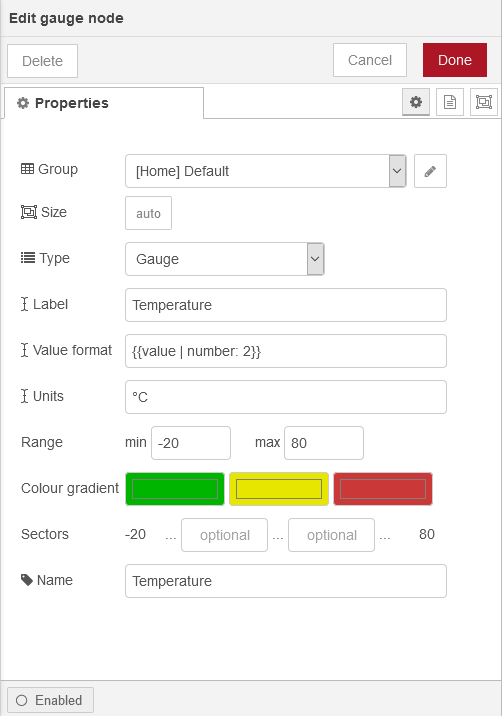 Edit gauge node
Delete Cancel Done
Properties
Group [Home] Default
Size auto
Type Gauge
Label Temperature
Value format {{value | number: 2}}
Units °C
Range min -20 max 80
Colour gradient
Sectors -20 ... optional ... optional ... 80
Name Temperature
Enabled